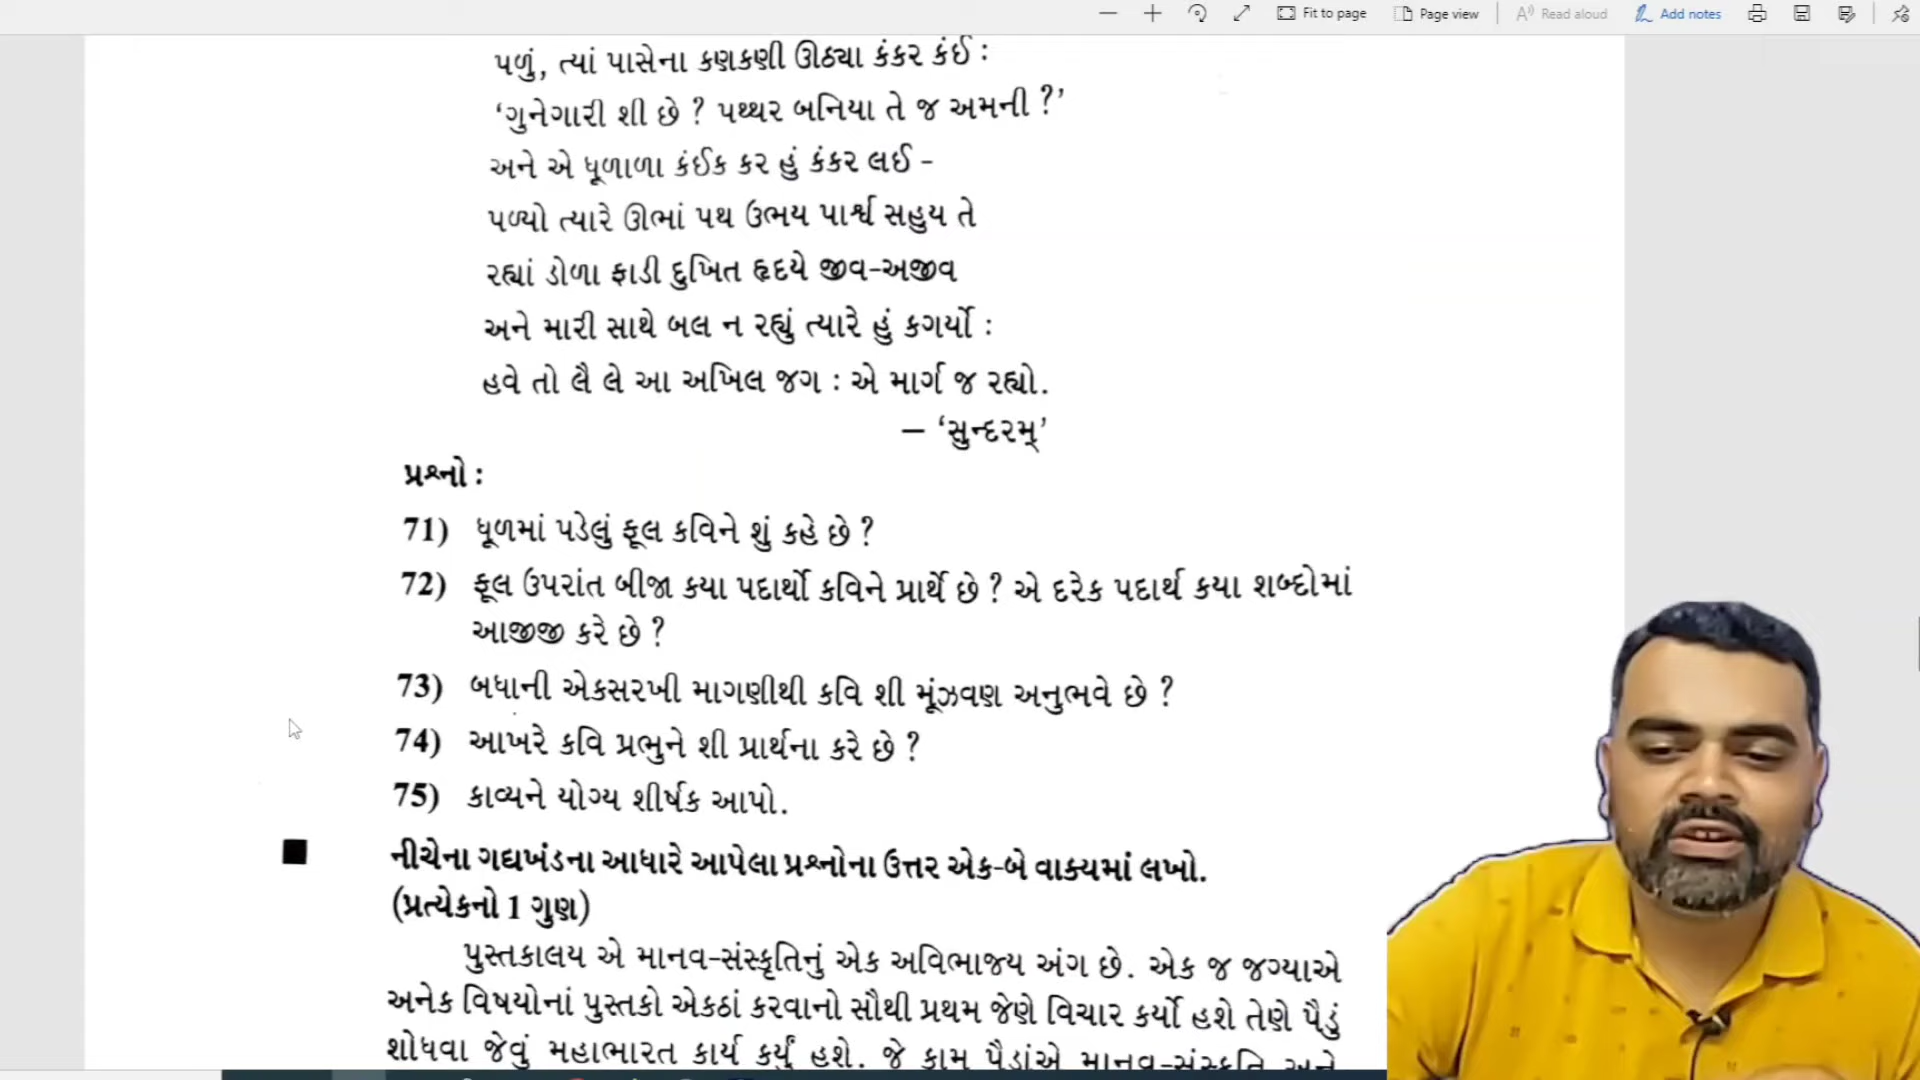 Fit to page
Page view
Read aloud
Add notes
પળું, ત્યાં પાસેના કણકણી ઊઠ્યા કંકર કંઈ :
‘ગુનેગારી શી છે ? પથ્થર બનિયા તે જ અમની ?’
અને એ ધૂળાળા કંઈક કર હું કંકર લઈ -
પળ્યો ત્યારે ઊભાં પથ ઉભય પાર્શ્વ સહુય તે
રહ્યાં ડોળા ફાડી દુખિત હૃદયે જીવ-અજીવ
અને મારી સાથે બલ ન રહ્યું ત્યારે હું કગર્યો :
હવે તો લૈ લે આ અખિલ જગ : એ માર્ગ જ રહ્યો.
– ‘સુન્દરમ્’
પ્રશ્નો :
71) ધૂળમાં પડેલું ફૂલ કવિને શું કહે છે ?
72) ફૂલ ઉપરાંત બીજા કયા પદાર્થો કવિને પ્રાર્થે છે ? એ દરેક પદાર્થ કયા શબ્દોમાં
આજીજી કરે છે ?
73) બધાની એકસરખી માગણીથી કવિ શી મૂંઝવણ અનુભવે છે ?
74) આખરે કવિ પ્રભુને શી પ્રાર્થના કરે છે ?
75) કાવ્યને યોગ્ય શીર્ષક આપો.
નીચેના ગદ્યખંડના આધારે આપેલા પ્રશ્નોના ઉત્તર એક-બે વાક્યમાં લખો.
(પ્રત્યેકનો 1 ગુણ)
પુસ્તકાલય એ માનવ-સંસ્કૃતિનું એક અવિભાજ્ય અંગ છે. એક જ જગ્યાએ
અનેક વિષયોનાં પુસ્તકો એકઠાં કરવાનો સૌથી પ્રથમ જેણે વિચાર કર્યો હશે તેણે પૈડું
શોધવા જેવું મહાભારત કાર્ય કર્યું હશે. જે કામ પૈડાંએ માનવ-સંસ્કૃતિ અને